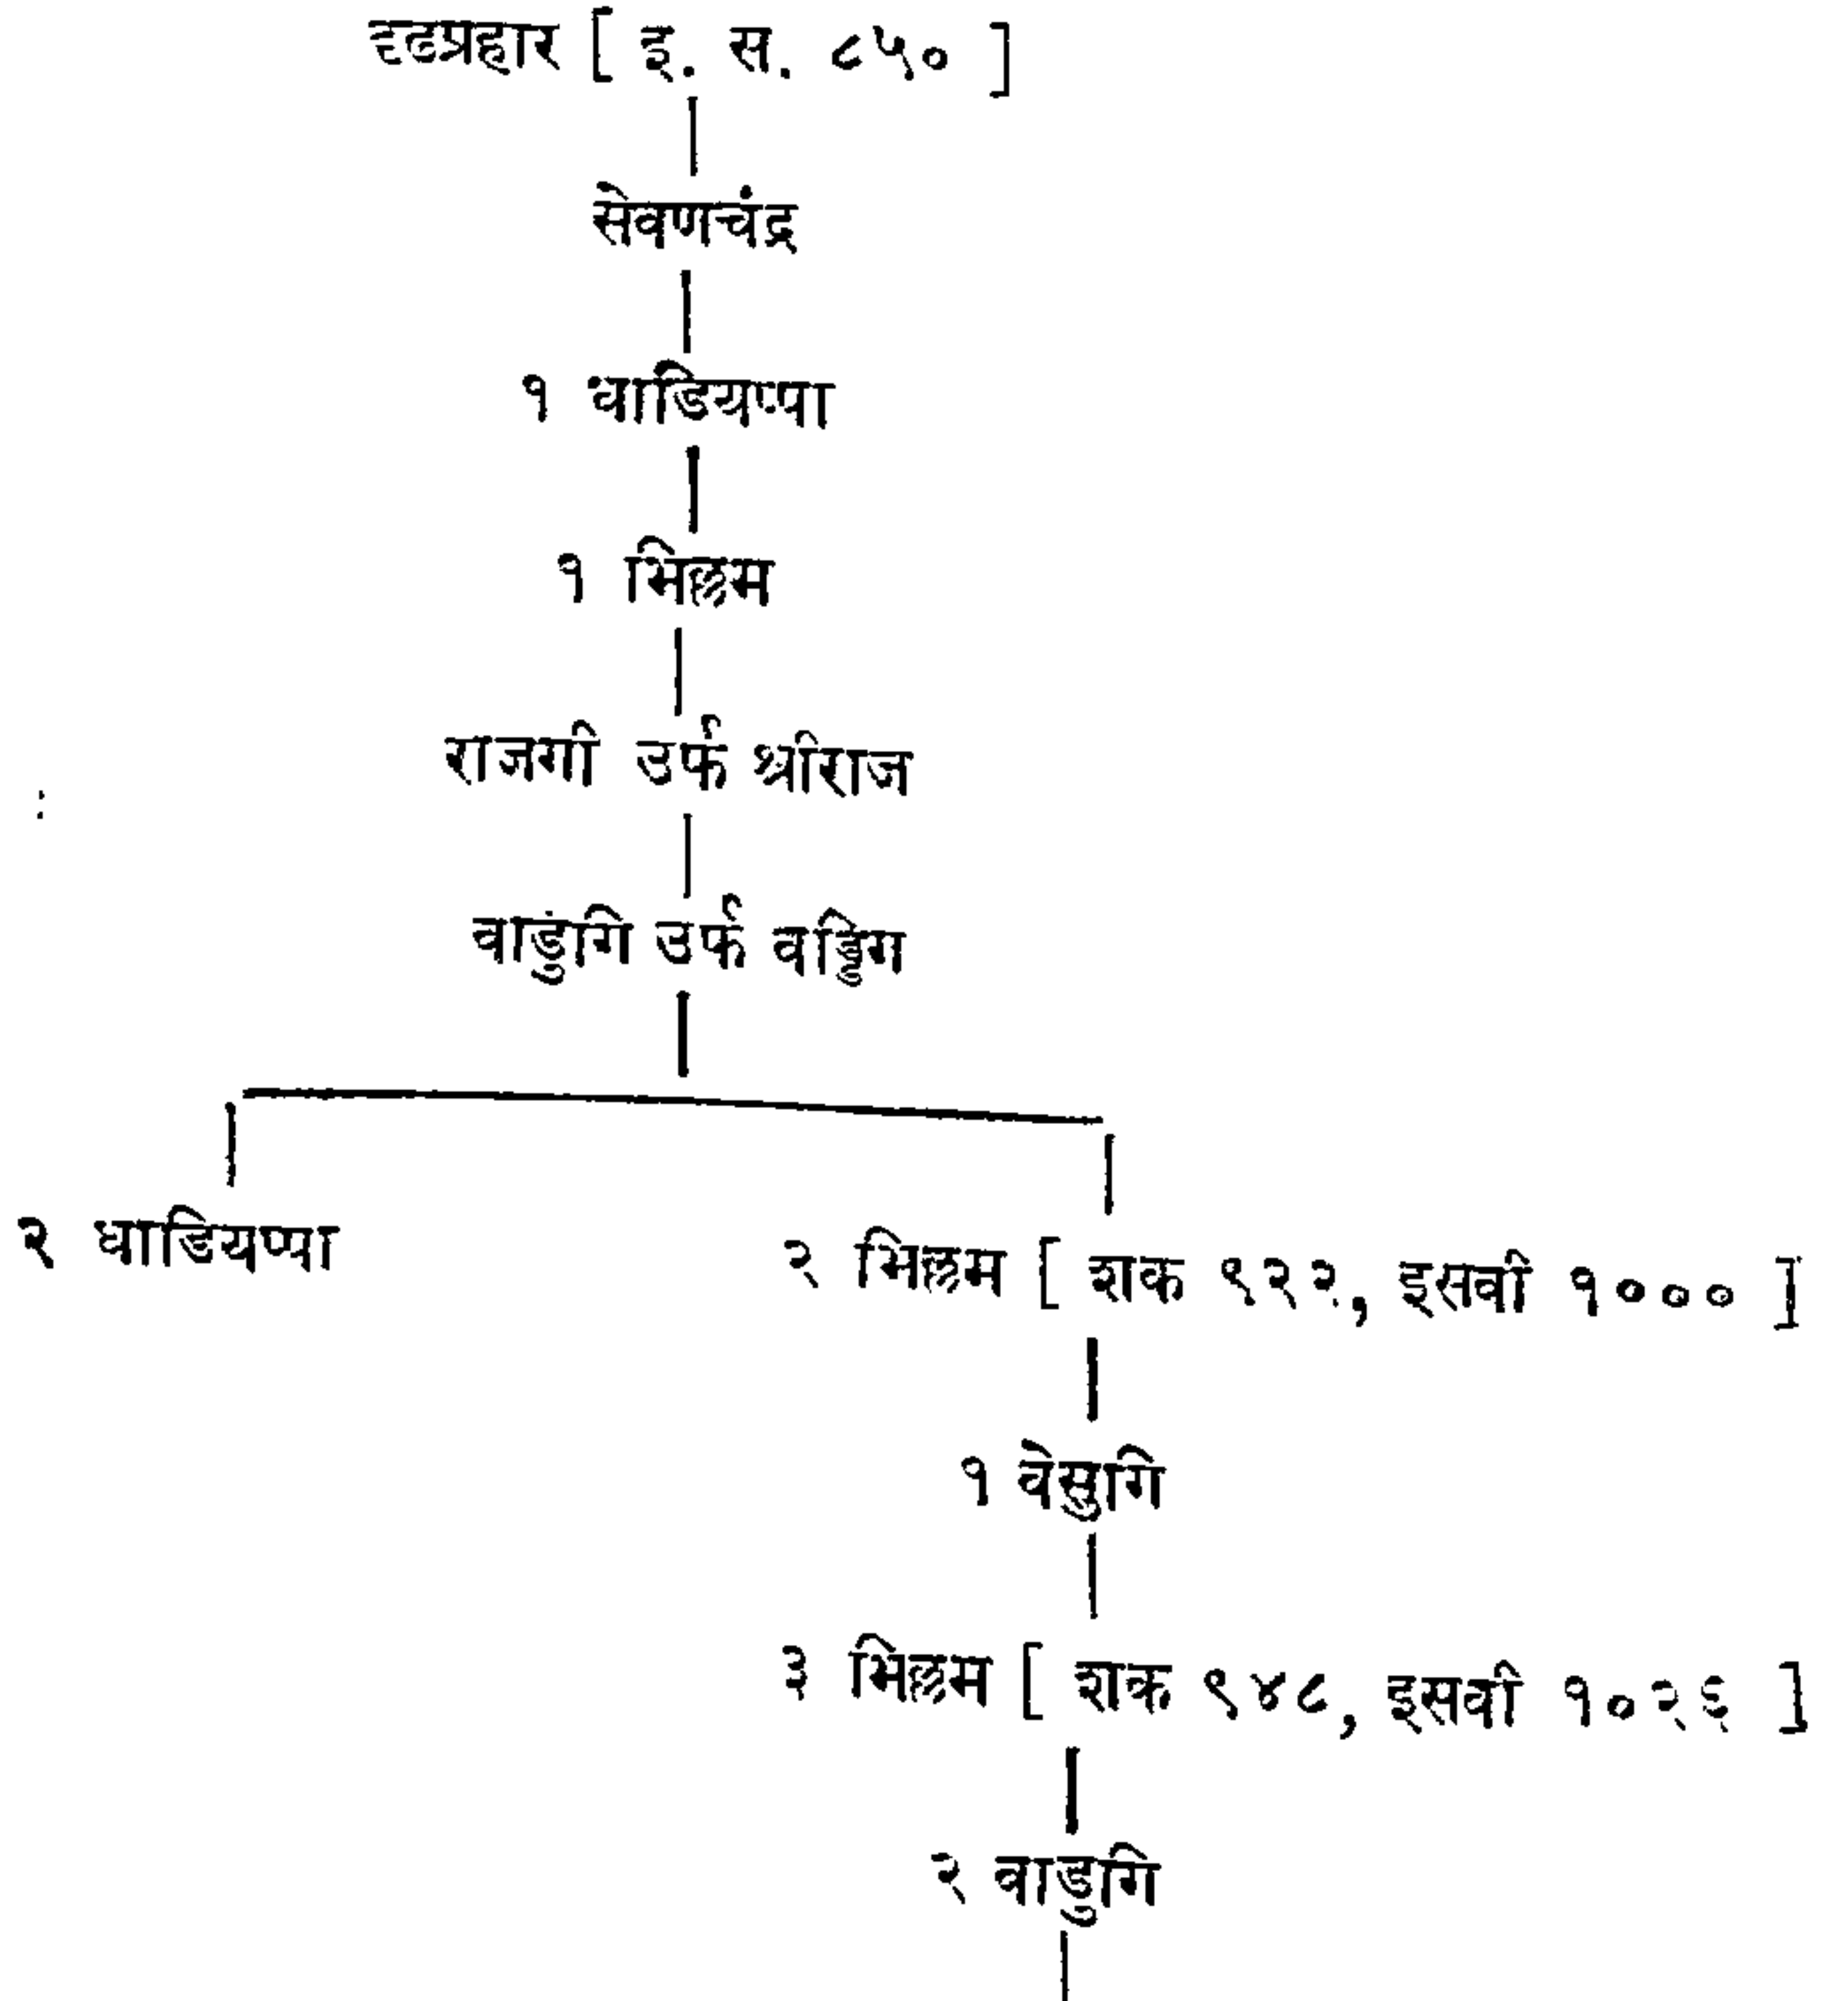 दृढप्रहार [ इ. स. ८५० ]
सेवणचंद्र
१ धाडियप्पा
१ भिल्लम
राजगी उर्फ श्रीराज
वाडुंगि उर्फ वड्डिग
२ धाडियप्पा
२ भिल्लम [ शक ९२२, इसवी १००० ]
१ वेसुगि
३ भिल्लम [ शक ९४८, इसवी १०२६ ]
२ वाडुगि